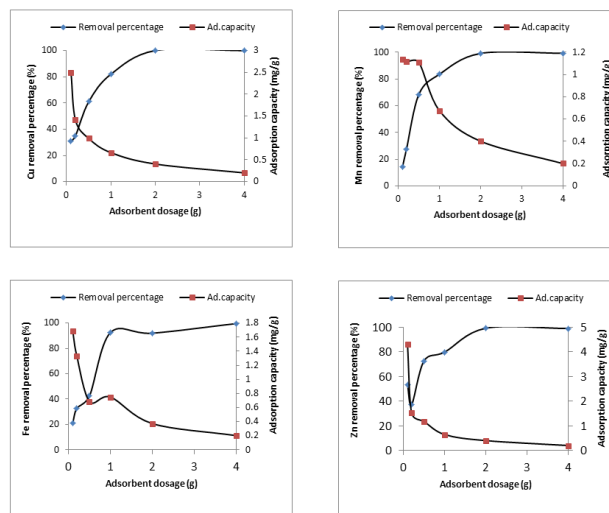 Removal percentage Ad.capacity
100
80
60
40
20
0
Cu removal percentage (%)
3
2.5
2
1.5
1
0.5
0
Adsorption capacity (mg/g)
0 1 2 3 4
Adsorbent dosage (g)
Removal percentage Ad.capacity
100
80
60
40
20
0
Mn removal percentage (%)
1.2
1
0.8
0.6
0.4
0.2
0
Adsorption capacity (mg/g)
0 1 2 3 4
Adsorbent dosage (g)
Removal percentage Ad.capacity
100
80
60
40
20
0
Fe removal percentage (%)
1.8
1.6
1.4
1.2
1
0.8
0.6
0.4
0.2
0
Adsorption capacity (mg/g)
0 1 2 3 4
Adsorbent dosage (g)
Removal percentage Ad.capacity
100
80
60
40
20
0
Zn removal percentage (%)
5
4
3
2
1
0
Adsorption capacity (mg/g)
0 1 2 3 4
Adsorbent dosage (g)